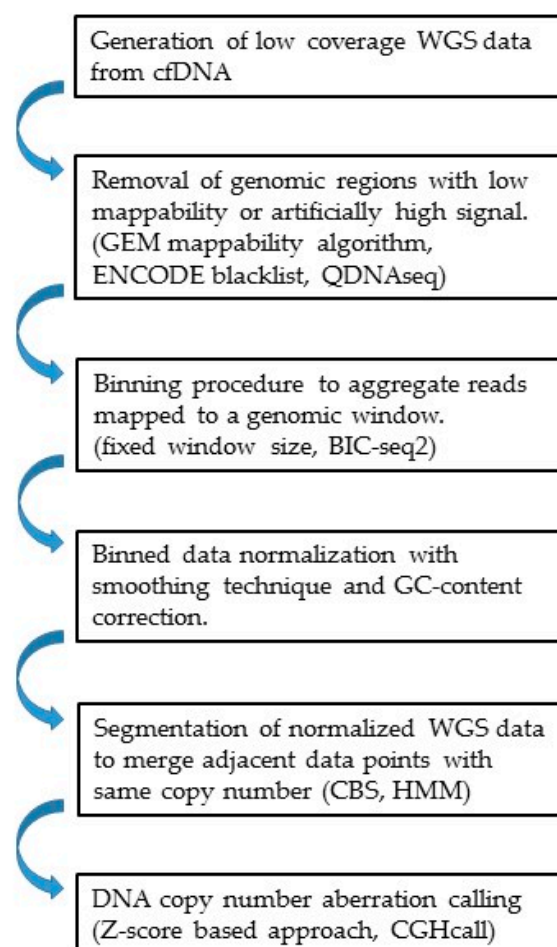 Generation of low coverage WGS data
from cfDNA
Removal of genomic regions with low
mappability or artificially high signal.
(GEM mappability algorithm,
ENCODE blacklist, QDNAseq)
Binning procedure to aggregate reads
mapped to a genomic window.
(fixed window size, BIC-seq2)
Binned data normalization with
smoothing technique and GC-content
correction.
Segmentation of normalized WGS data
to merge adjacent data points with
same copy number (CBS, HMM)
DNA copy number aberration calling
(Z-score based approach, CGHcall)